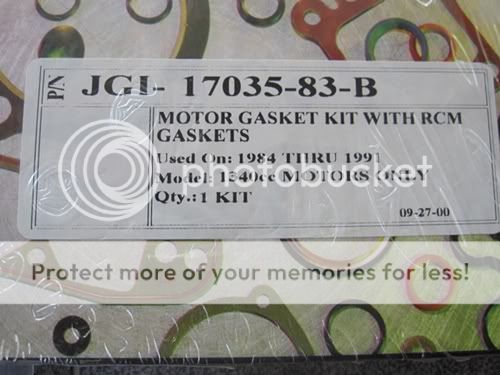 P/N
JGI- 17035-83-B
MOTOR GASKET KIT WITH RCM
GASKETS
Used On: 1984 THRU 1991
Model: 1340cc MOTORS ONLY
Qty.: 1 KIT
09-27-00
photobucket
Protect more of your memories for less!